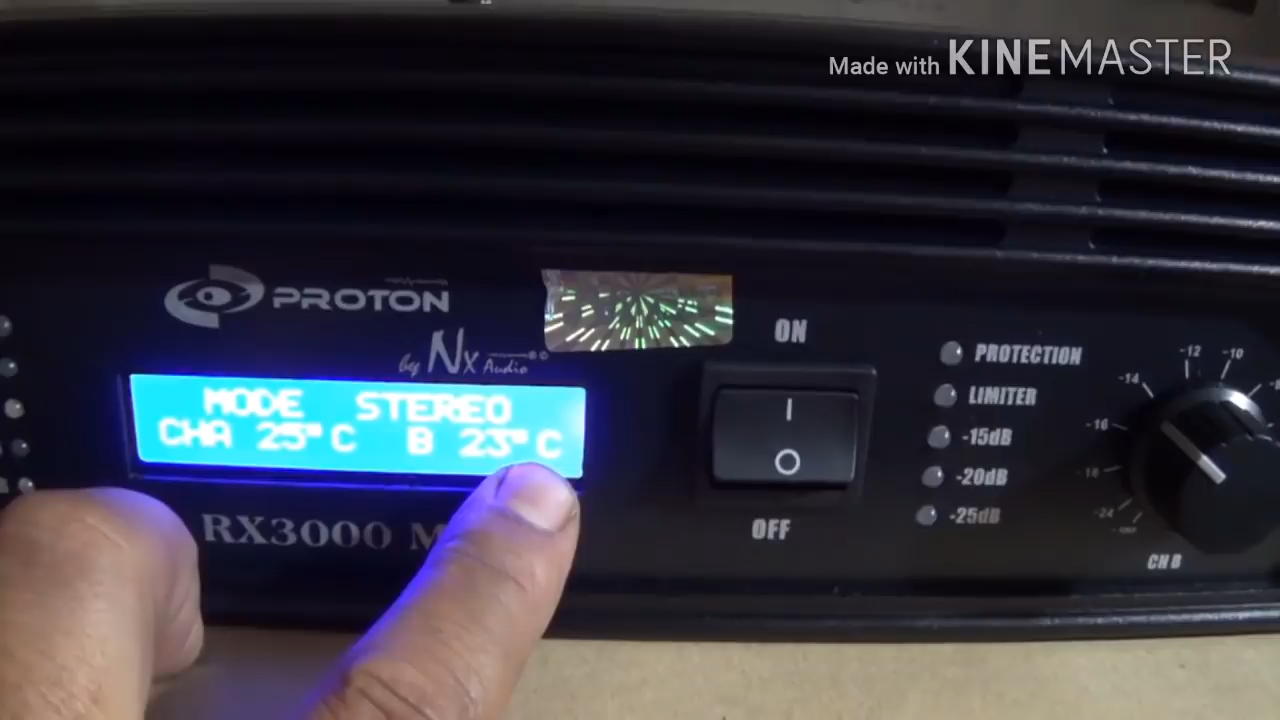 Made with KINEMASTER
PROTON
by Nx Audio
MODE STEREO
CHA 25°C B 23°C
RX3000 M
ON
OFF
PROTECTION
LIMITER
-15dB
-20dB
-25dB
-10
-12
-14
-16
-18
-24
CH B